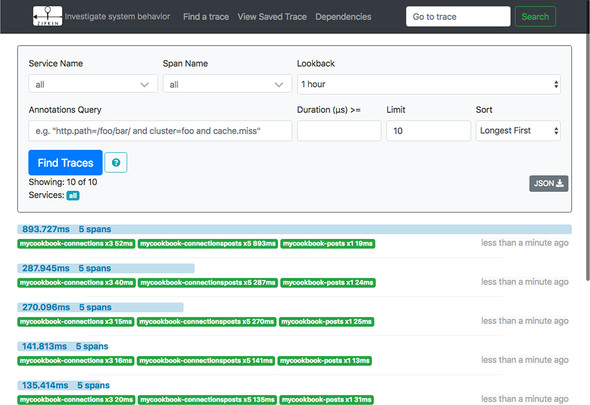 ZIPKIN Investigate system behavior Find a trace View Saved Trace Dependencies Go to trace Search
Service Name Span Name Lookback
all all 1 hour
Annotations Query Duration (μs) >= Limit Sort
e.g. "http.path=/foo/bar/ and cluster=foo and cache.miss" 10 Longest First
Find Traces ?
Showing: 10 of 10
Services: all JSON
893.727ms 5 spans
mycookbook-connections x3 52ms mycookbook-connectionsposts x5 893ms mycookbook-posts x1 19ms less than a minute ago
287.945ms 5 spans
mycookbook-connections x3 40ms mycookbook-connectionsposts x5 287ms mycookbook-posts x1 24ms less than a minute ago
270.096ms 5 spans
mycookbook-connections x3 15ms mycookbook-connectionsposts x5 270ms mycookbook-posts x1 25ms less than a minute ago
141.813ms 5 spans
mycookbook-connections x3 16ms mycookbook-connectionsposts x5 141ms mycookbook-posts x1 13ms less than a minute ago
135.414ms 5 spans
mycookbook-connections x3 20ms mycookbook-connectionsposts x5 135ms mycookbook-posts x1 31ms less than a minute ago